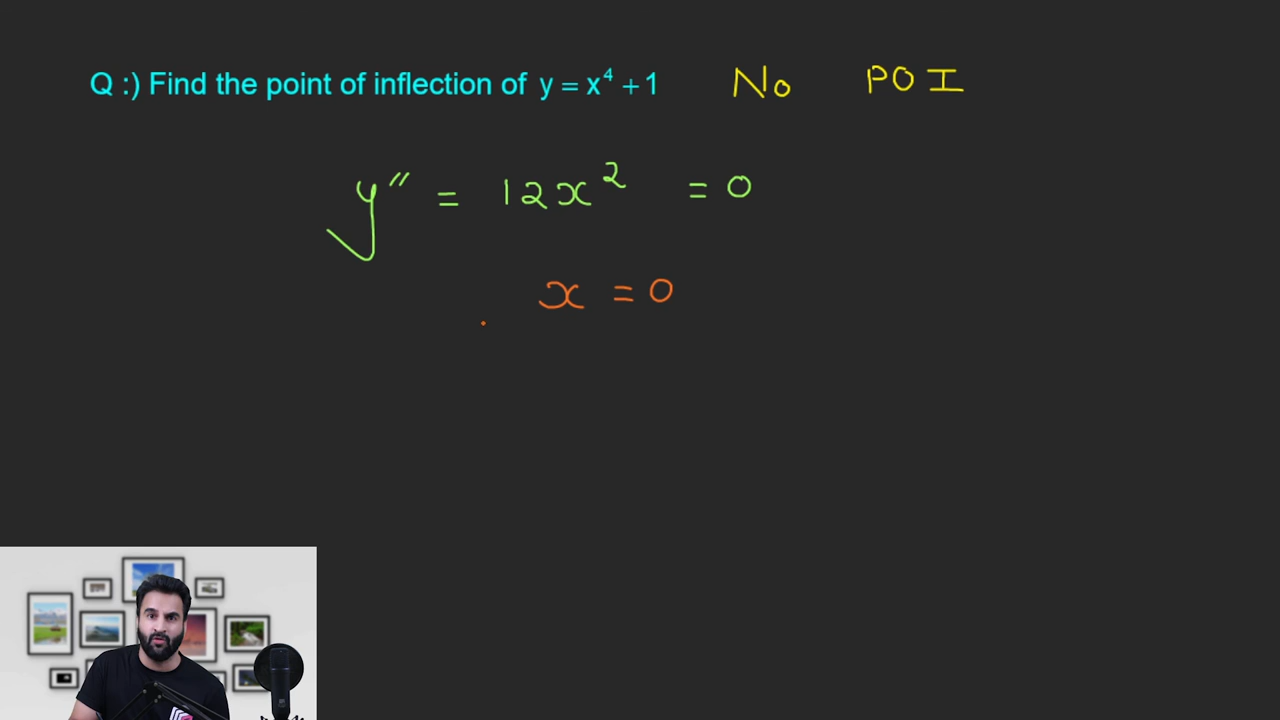 Q :) Find the point of inflection of y = x⁴ + 1 No POI
y″ = 12x² = 0
x = 0